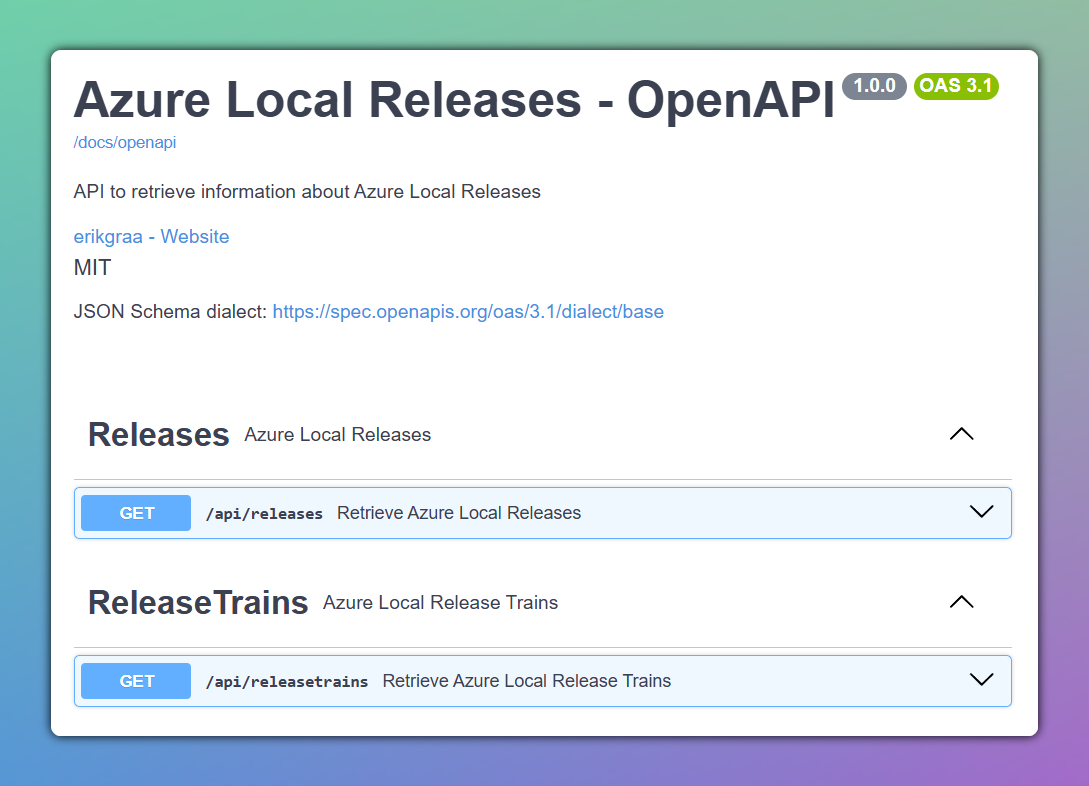 Azure Local Releases - OpenAPI 1.0.0 OAS 3.1
/docs/openapi
API to retrieve information about Azure Local Releases
erikgraa - Website
MIT
JSON Schema dialect: https://spec.openapis.org/oas/3.1/dialect/base
Releases Azure Local Releases
GET /api/releases Retrieve Azure Local Releases
ReleaseTrains Azure Local Release Trains
GET /api/releasetrains Retrieve Azure Local Release Trains